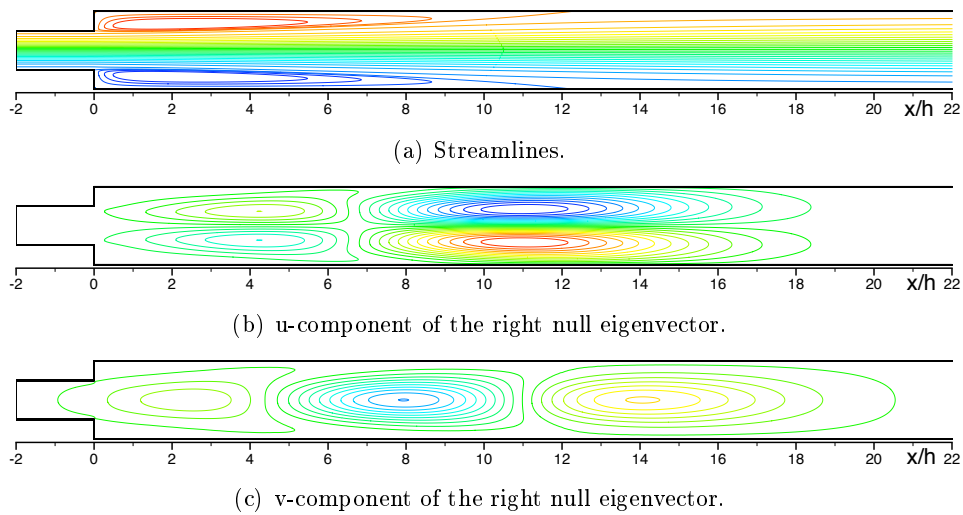 -2 0 2 4 6 8 10 12 14 16 18 20 x/h 22
(a) Streamlines.
-2 0 2 4 6 8 10 12 14 16 18 20 x/h 22
(b) u-component of the right null eigenvector.
-2 0 2 4 6 8 10 12 14 16 18 20 x/h 22
(c) v-component of the right null eigenvector.